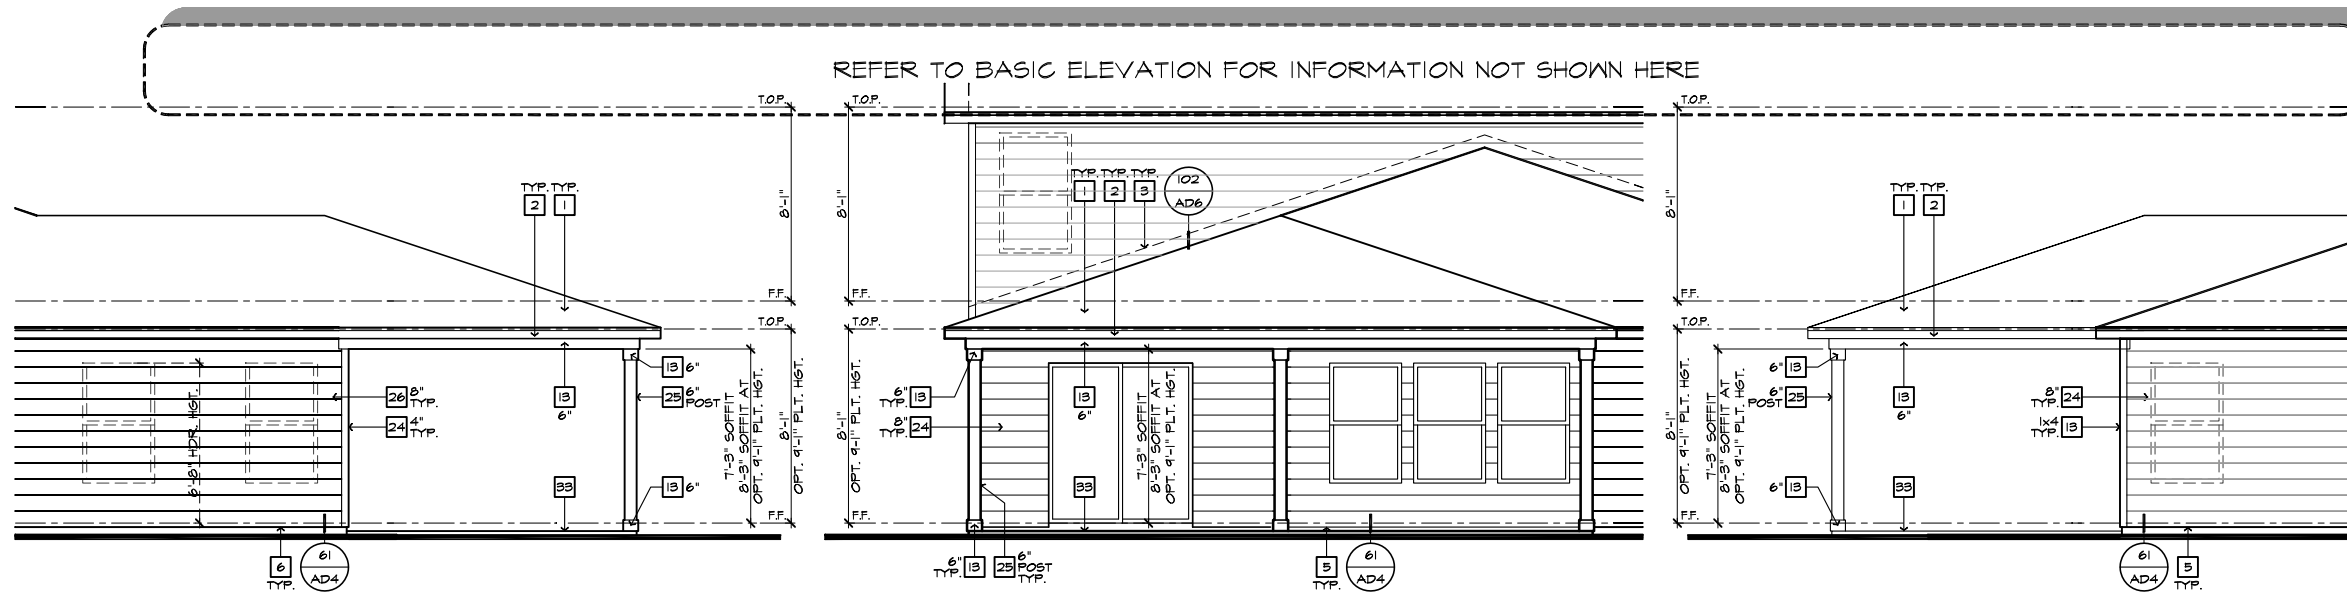 REFER TO BASIC ELEVATION FOR INFORMATION NOT SHOWN HERE
T.O.P.
TYP. TYP.
2 1
8'-1"
F.F.
T.O.P.
13 6"
26 8"
TYP.
13
6"
25 6"
POST
24 4"
TYP.
6'-8" HDR. HGT.
7'-3" SOFFIT
8'-3" SOFFIT AT
OPT. 9'-1" PLT. HGT.
8'-1"
OPT. 9'-1" PLT. HGT.
33
13 6"
F.F.
6
TYP.
61
AD4
T.O.P.
TYP. TYP. TYP.
1 2 3
102
AD6
8'-1"
F.F.
T.O.P.
8'-1"
OPT. 9'-1" PLT. HGT.
6"
TYP. 13
13
6"
8"
TYP. 24
7'-3" SOFFIT
8'-3" SOFFIT AT
OPT. 9'-1" PLT. HGT.
33
F.F.
6"
TYP. 13
25 6"
POST
TYP.
5
TYP.
61
AD4
T.O.P.
TYP. TYP.
1 2
8'-1"
F.F.
T.O.P.
8'-1"
OPT. 9'-1" PLT. HGT.
7'-3" SOFFIT
8'-3" SOFFIT AT
OPT. 9'-1" PLT. HGT.
6" 13
6"
POST 25
13
6"
8"
TYP. 24
1x4
TYP. 13
6" 13
33
F.F.
61
AD4
5
TYP.